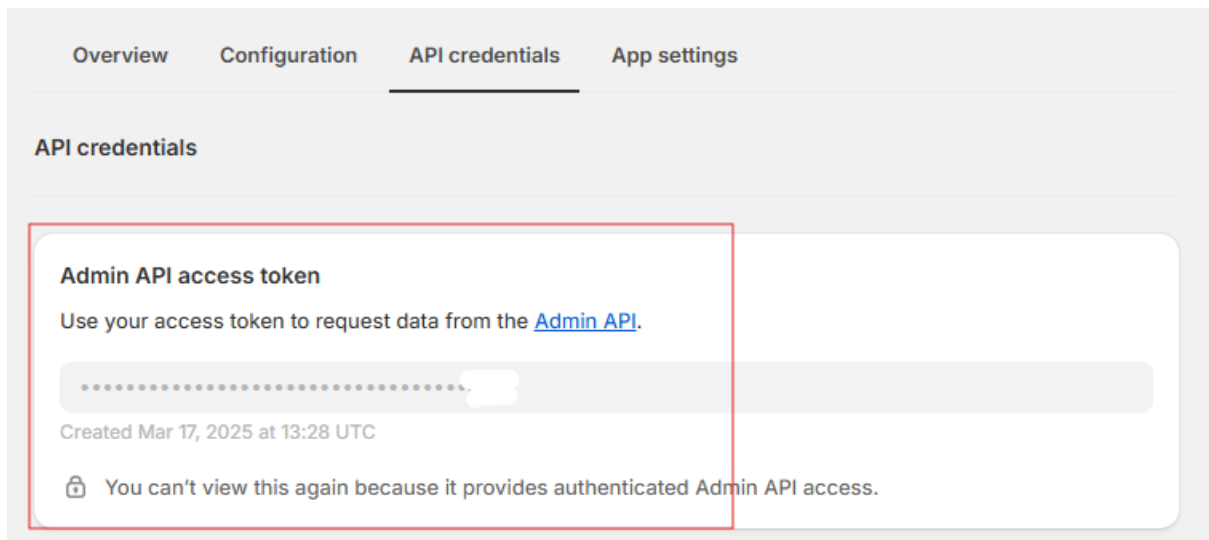 Overview Configuration API credentials App settings
API credentials
Admin API access token
Use your access token to request data from the Admin API.
Created Mar 17, 2025 at 13:28 UTC
You can't view this again because it provides authenticated Admin API access.